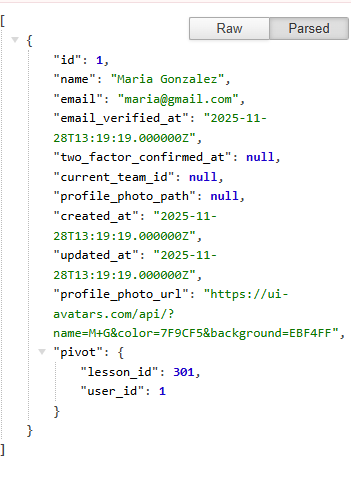 [
Raw Parsed
{
"id": 1,
"name": "Maria Gonzalez",
"email": "maria@gmail.com",
"email_verified_at": "2025-11-
28T13:19:19.000000Z",
"two_factor_confirmed_at": null,
"current_team_id": null,
"profile_photo_path": null,
"created_at": "2025-11-
28T13:19:19.000000Z",
"updated_at": "2025-11-
28T13:19:19.000000Z",
"profile_photo_url": "https://ui-
avatars.com/api/?
name=M+G&color=7F9CF5&background=EBF4FF",
"pivot": {
"lesson_id": 301,
"user_id": 1
}
}
]